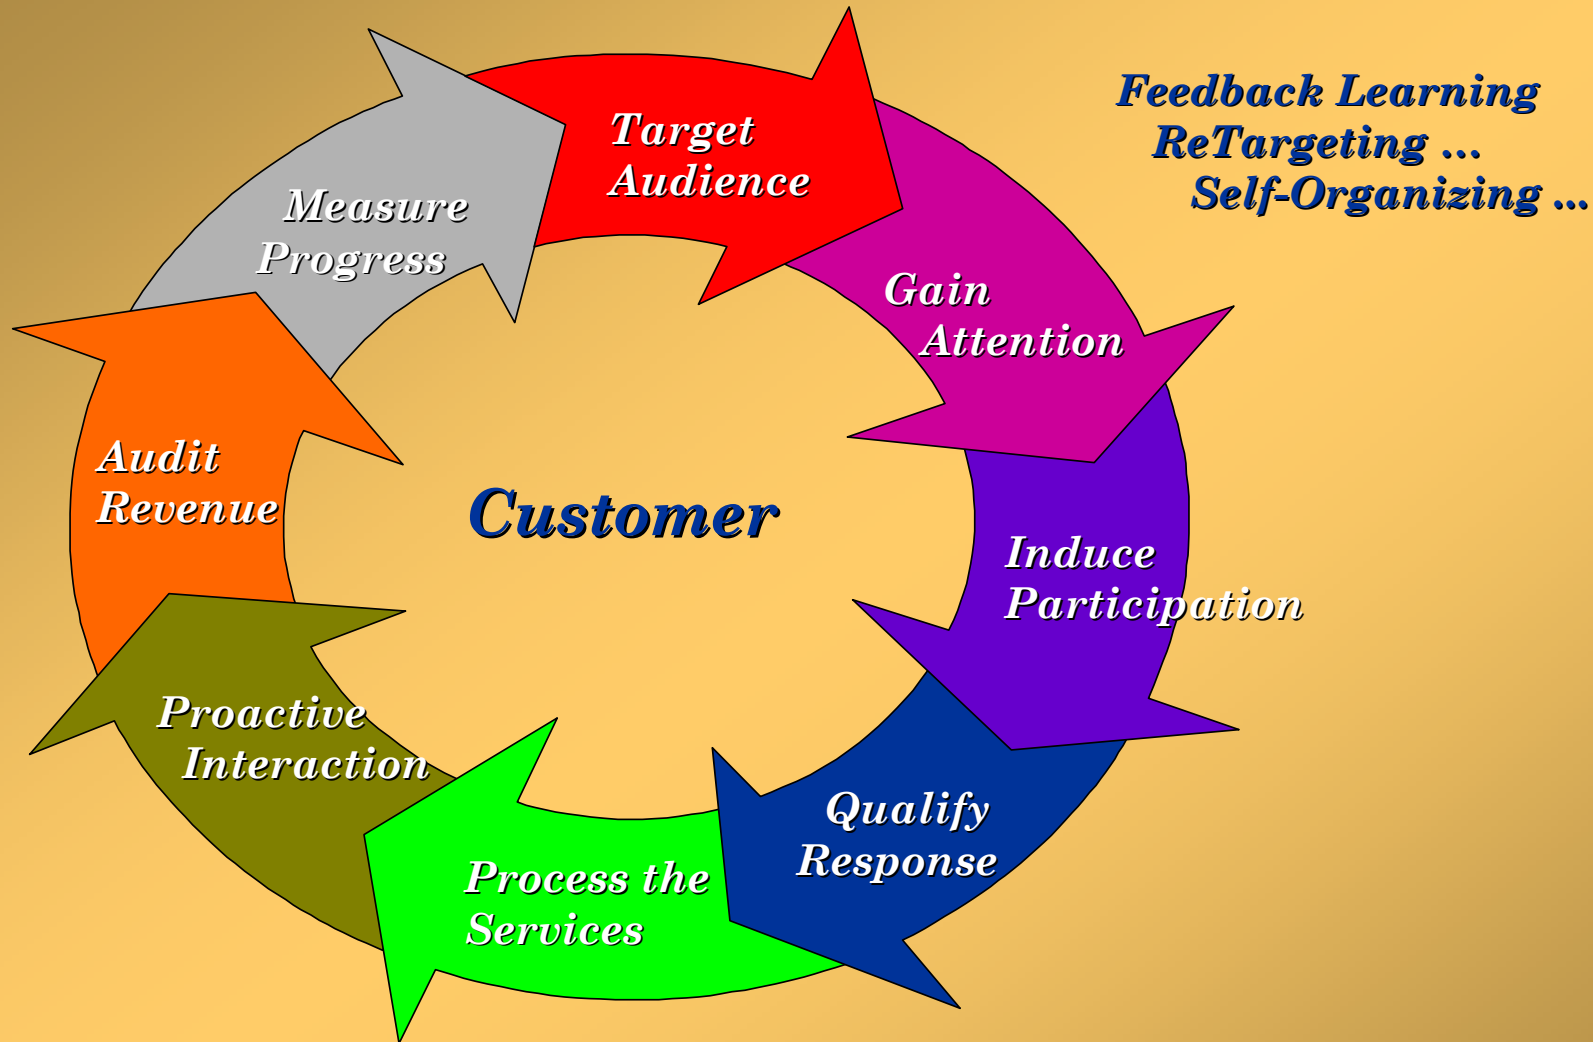 Feedback Learning
ReTargeting ...
Self-Organizing ...
Target
Audience
Gain
Attention
Induce
Participation
Qualify
Response
Process the
Services
Proactive
Interaction
Audit
Revenue
Measure
Progress
Customer